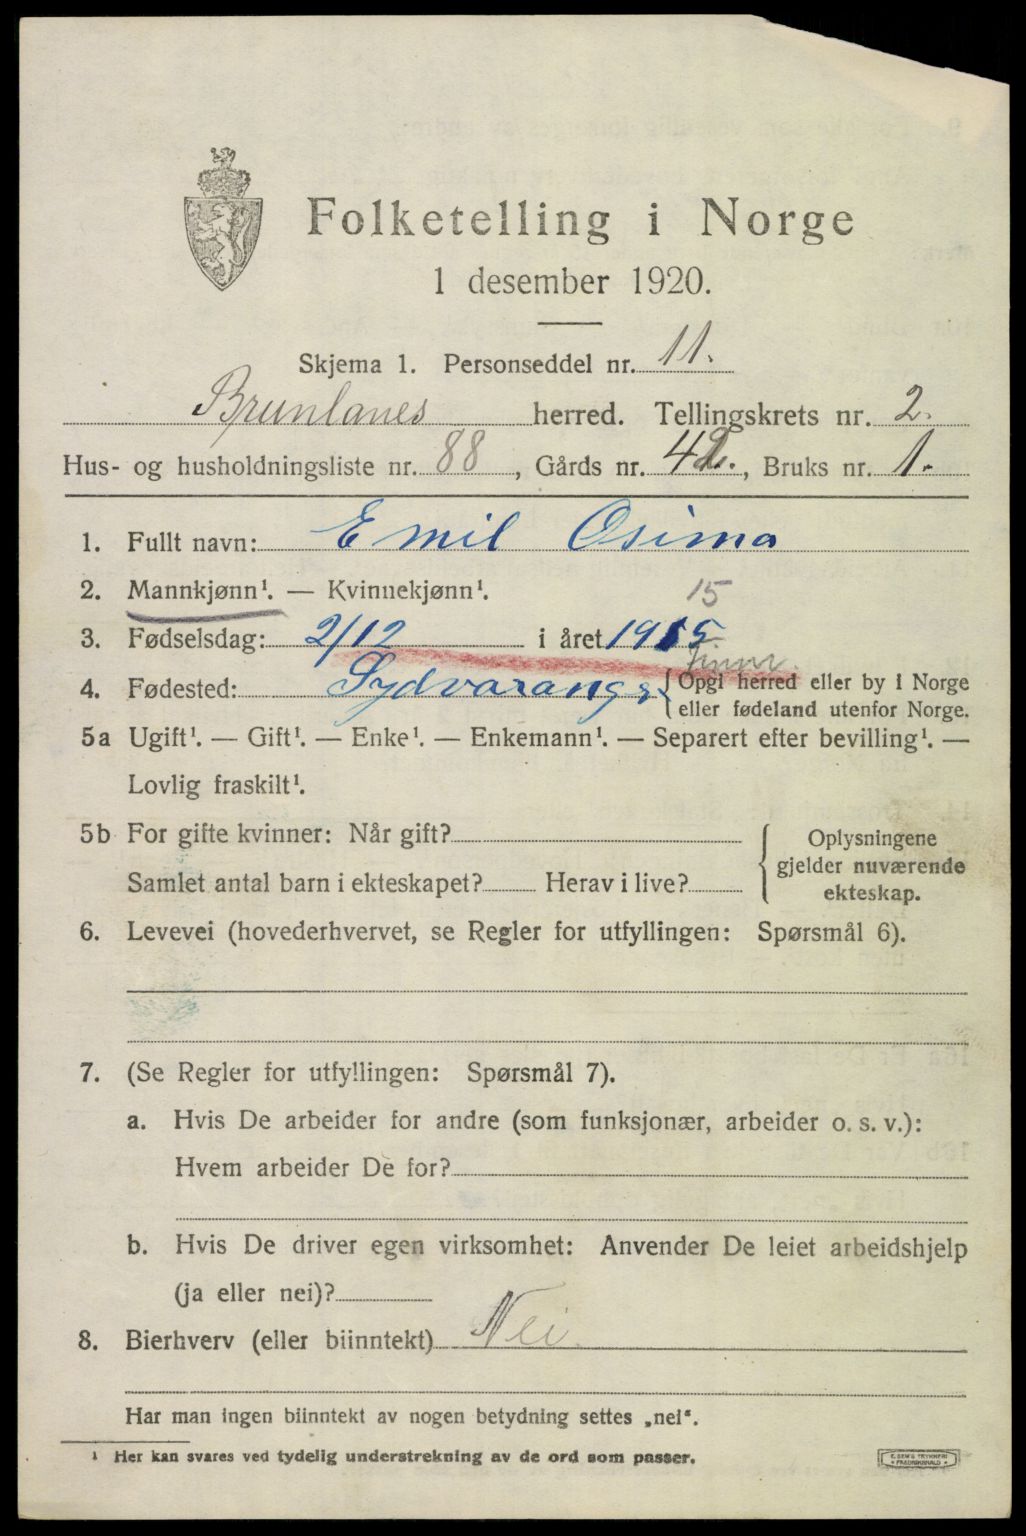 Folketelling i Norge
1 desember 1920.
Skjema 1. Personseddel nr. 11.
Brunlanes herred. Tellingskrets nr. 2.
Hus- og husholdningsliste nr. 88, Gårds nr. 42., Bruks nr. 1.
1. Fullt navn: Emil Osima
2. Mannkjønn¹. — Kvinnekjønn¹.
15
3. Fødselsdag: 2/12 i året 1915
4. Fødested: Sydvaranger {Opgi herred eller by i Norge
eller fødeland utenfor Norge.
5a Ugift¹. — Gift¹. — Enke¹. — Enkemann¹. — Separert efter bevilling¹. —
Lovlig fraskilt¹.
5b For gifte kvinner: Når gift?
Samlet antal barn i ekteskapet? Herav i live?
{Oplysningene
gjelder nuværende
ekteskap.
6. Levevei (hovederhvervet, se Regler for utfyllingen: Spørsmål 6).
7. (Se Regler for utfyllingen: Spørsmål 7).
a. Hvis De arbeider for andre (som funksjonær, arbeider o. s. v.):
Hvem arbeider De for?
b. Hvis De driver egen virksomhet: Anvender De leiet arbeidshjelp
(ja eller nei)?
8. Bierhverv (eller biinntekt) Nei
Har man ingen biinntekt av nogen betydning settes „nei“.
¹ Her kan svares ved tydelig understrekning av de ord som passer.